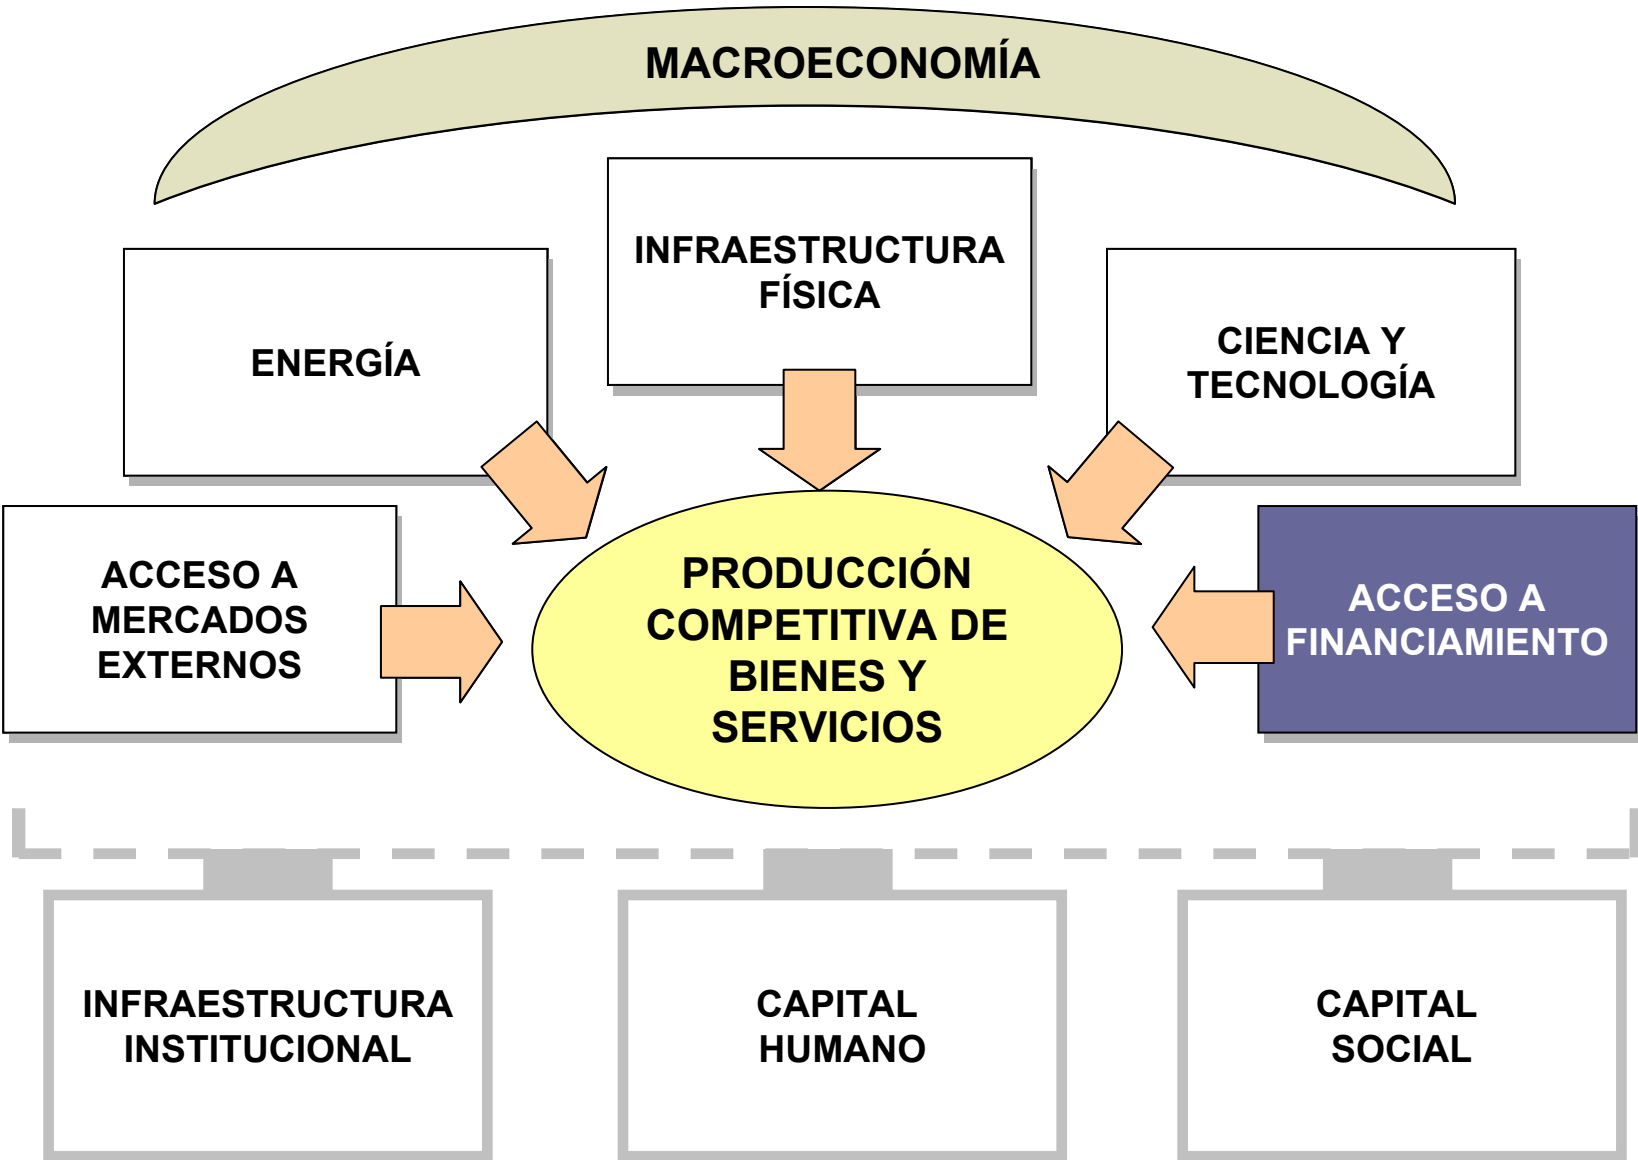 MACROECONOMÍA
INFRAESTRUCTURA
FÍSICA
ENERGÍA
CIENCIA Y
TECNOLOGÍA
ACCESO A
MERCADOS
EXTERNOS
PRODUCCIÓN
COMPETITIVA DE
BIENES Y
SERVICIOS
ACCESO A
FINANCIAMIENTO
INFRAESTRUCTURA
INSTITUCIONAL
CAPITAL
HUMANO
CAPITAL
SOCIAL